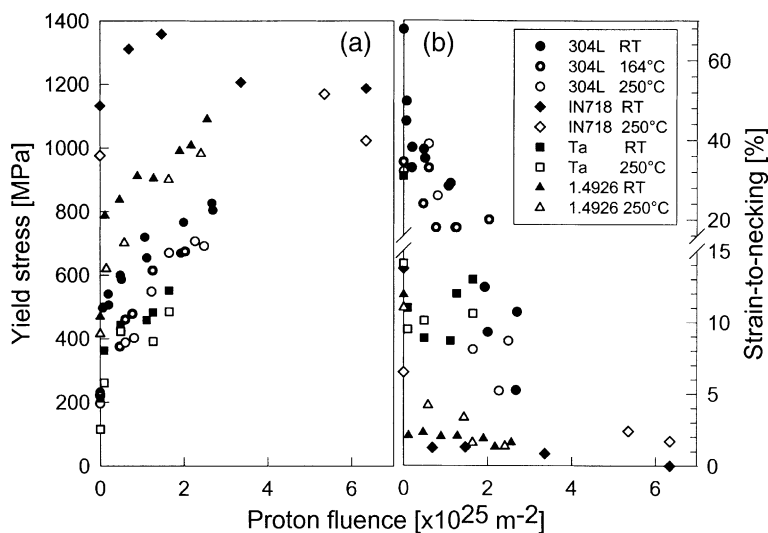 (a)
(b)
Yield stress [MPa]
1400
1200
1000
800
600
400
200
0
0
2
4
6
304L RT
304L 164°C
304L 250°C
IN718 RT
IN718 250°C
Ta RT
Ta 250°C
1.4926 RT
1.4926 250°C
60
40
20
15
10
5
0
Strain-to-necking [%]
0
2
4
6
Proton fluence [x10²⁵ m⁻²]